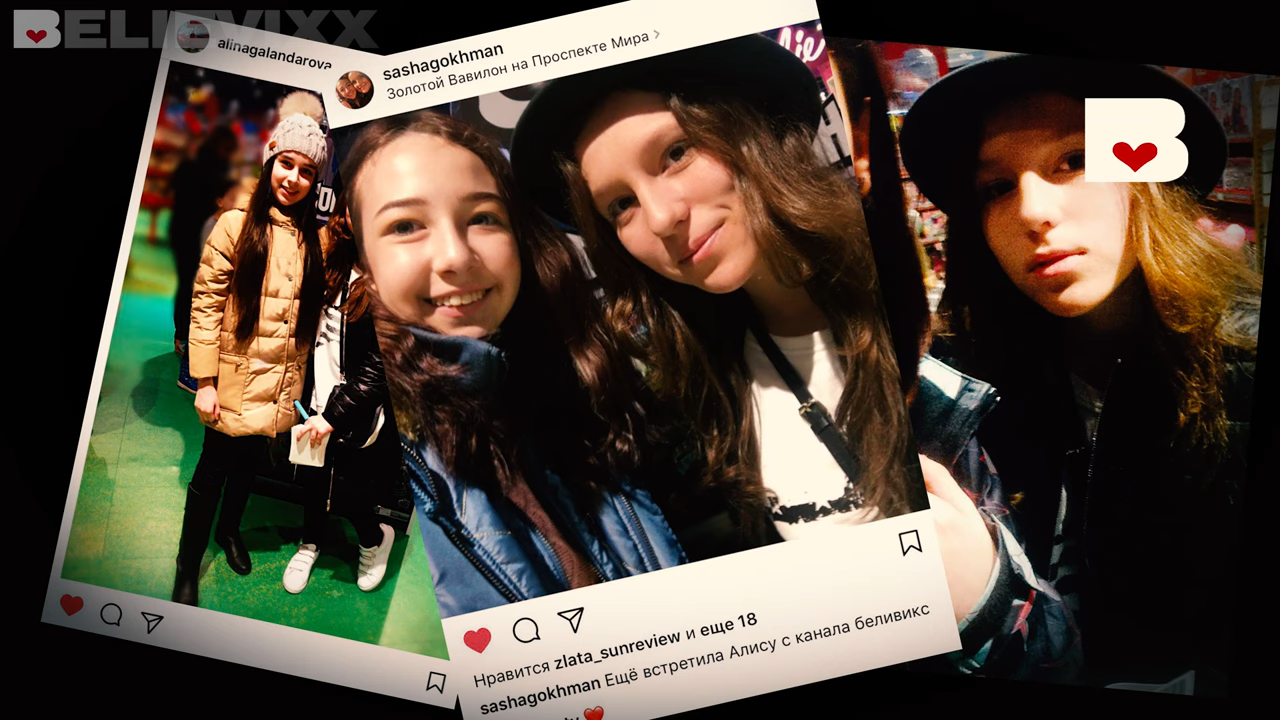 BELIEVIXX
alinagalandarova
sashagokhman
Золотой Вавилон на Проспекте Мира >
B
Нравится zlata_sunreview и еще 18
sashagokhman Ещё встретила Алису с канала беливикс